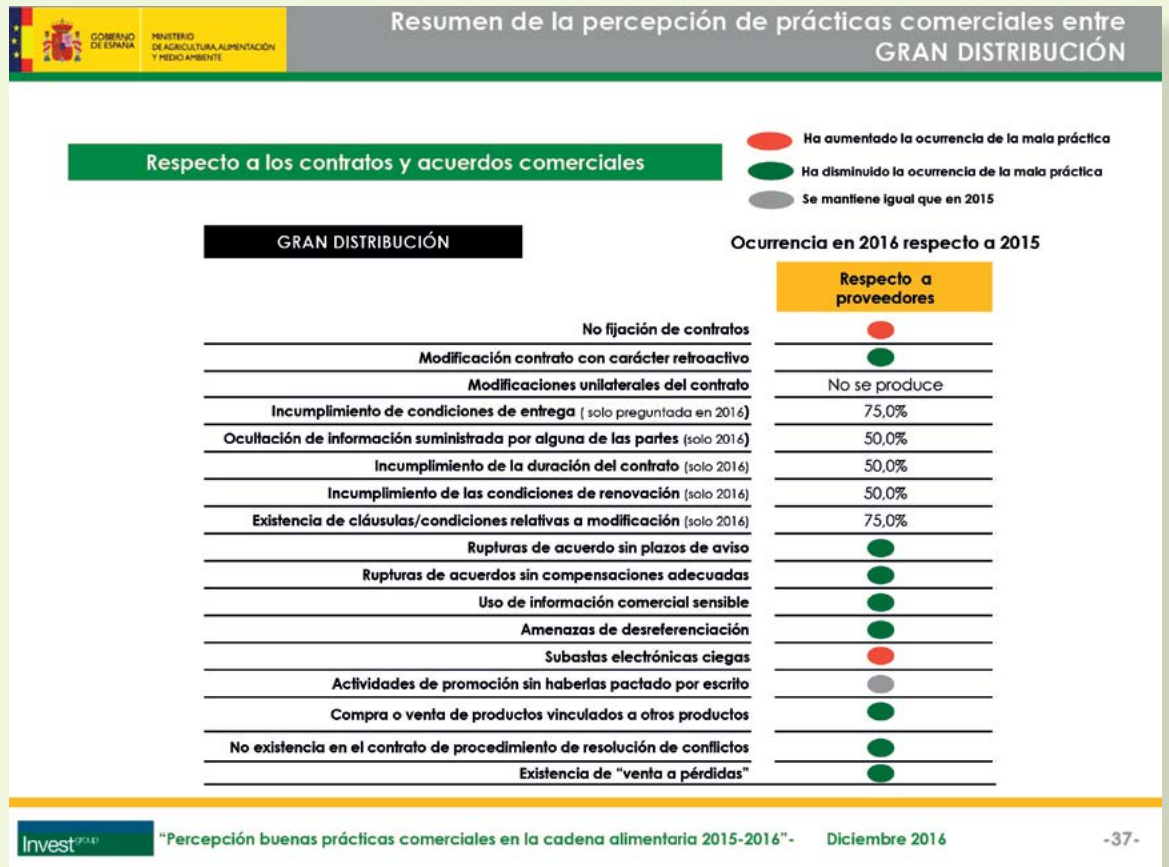 GOBIERNO
DE ESPAÑA
MINISTERIO
DE AGRICULTURA, ALIMENTACIÓN
Y MEDIO AMBIENTE
Resumen de la percepción de prácticas comerciales entre
GRAN DISTRIBUCIÓN
Respecto a los contratos y acuerdos comerciales
Ha aumentado la ocurrencia de la mala práctica
Ha disminuido la ocurrencia de la mala práctica
Se mantiene igual que en 2015
GRAN DISTRIBUCIÓN
Ocurrencia en 2016 respecto a 2015
Respecto a
proveedores
No fijación de contratos
Modificación contrato con carácter retroactivo
Modificaciones unilaterales del contrato No se produce
Incumplimiento de condiciones de entrega ( solo preguntada en 2016) 75,0%
Ocultación de información suministrada por alguna de las partes (solo 2016) 50,0%
Incumplimiento de la duración del contrato (solo 2016) 50,0%
Incumplimiento de las condiciones de renovación (solo 2016) 50,0%
Existencia de cláusulas/condiciones relativas a modificación (solo 2016) 75,0%
Rupturas de acuerdo sin plazos de aviso
Rupturas de acuerdos sin compensaciones adecuadas
Uso de información comercial sensible
Amenazas de desreferenciación
Subastas electrónicas ciegas
Actividades de promoción sin haberlas pactado por escrito
Compra o venta de productos vinculados a otros productos
No existencia en el contrato de procedimiento de resolución de conflictos
Existencia de "venta a pérdidas"
Invest group "Percepción buenas prácticas comerciales en la cadena alimentaria 2015-2016"- Diciembre 2016 -37-